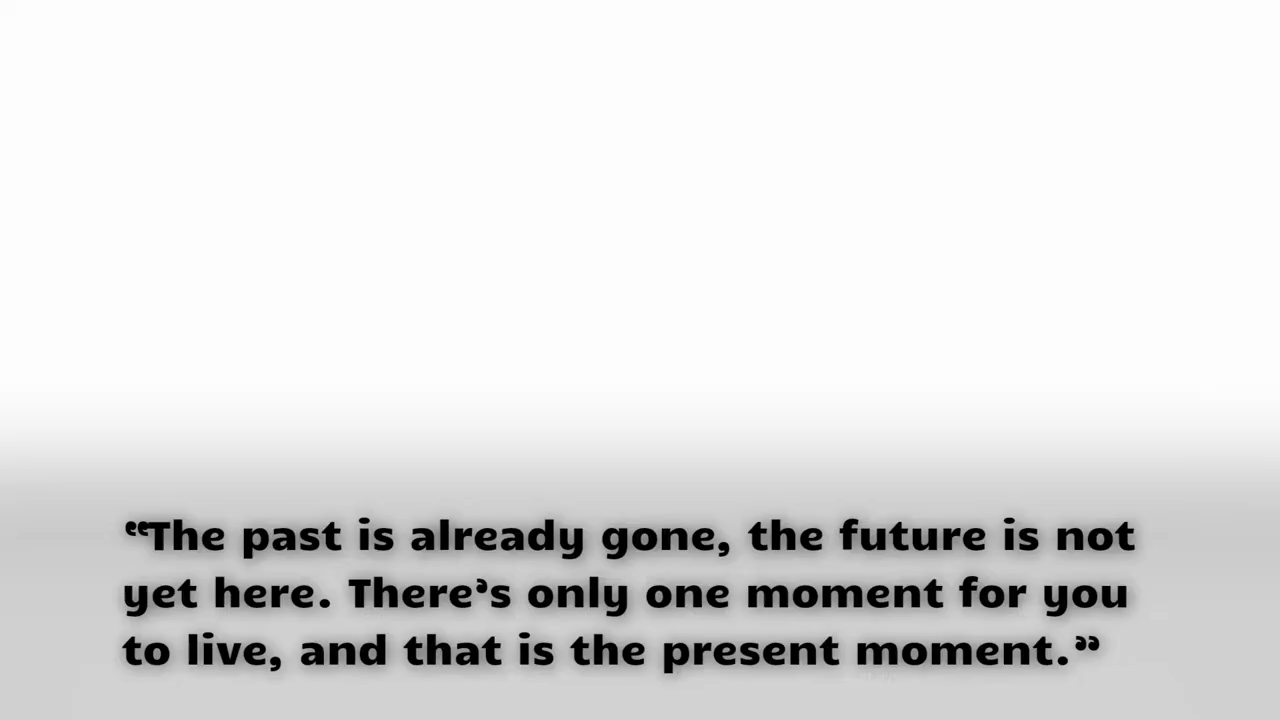 “The past is already gone, the future is not
yet here. There’s only one moment for you
to live, and that is the present moment.”